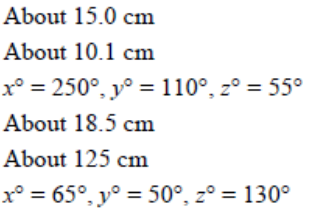 About 15.0 cm
About 10.1 cm
x° = 250°, y° = 110°, z° = 55°
About 18.5 cm
About 125 cm
x° = 65°, y° = 50°, z° = 130°